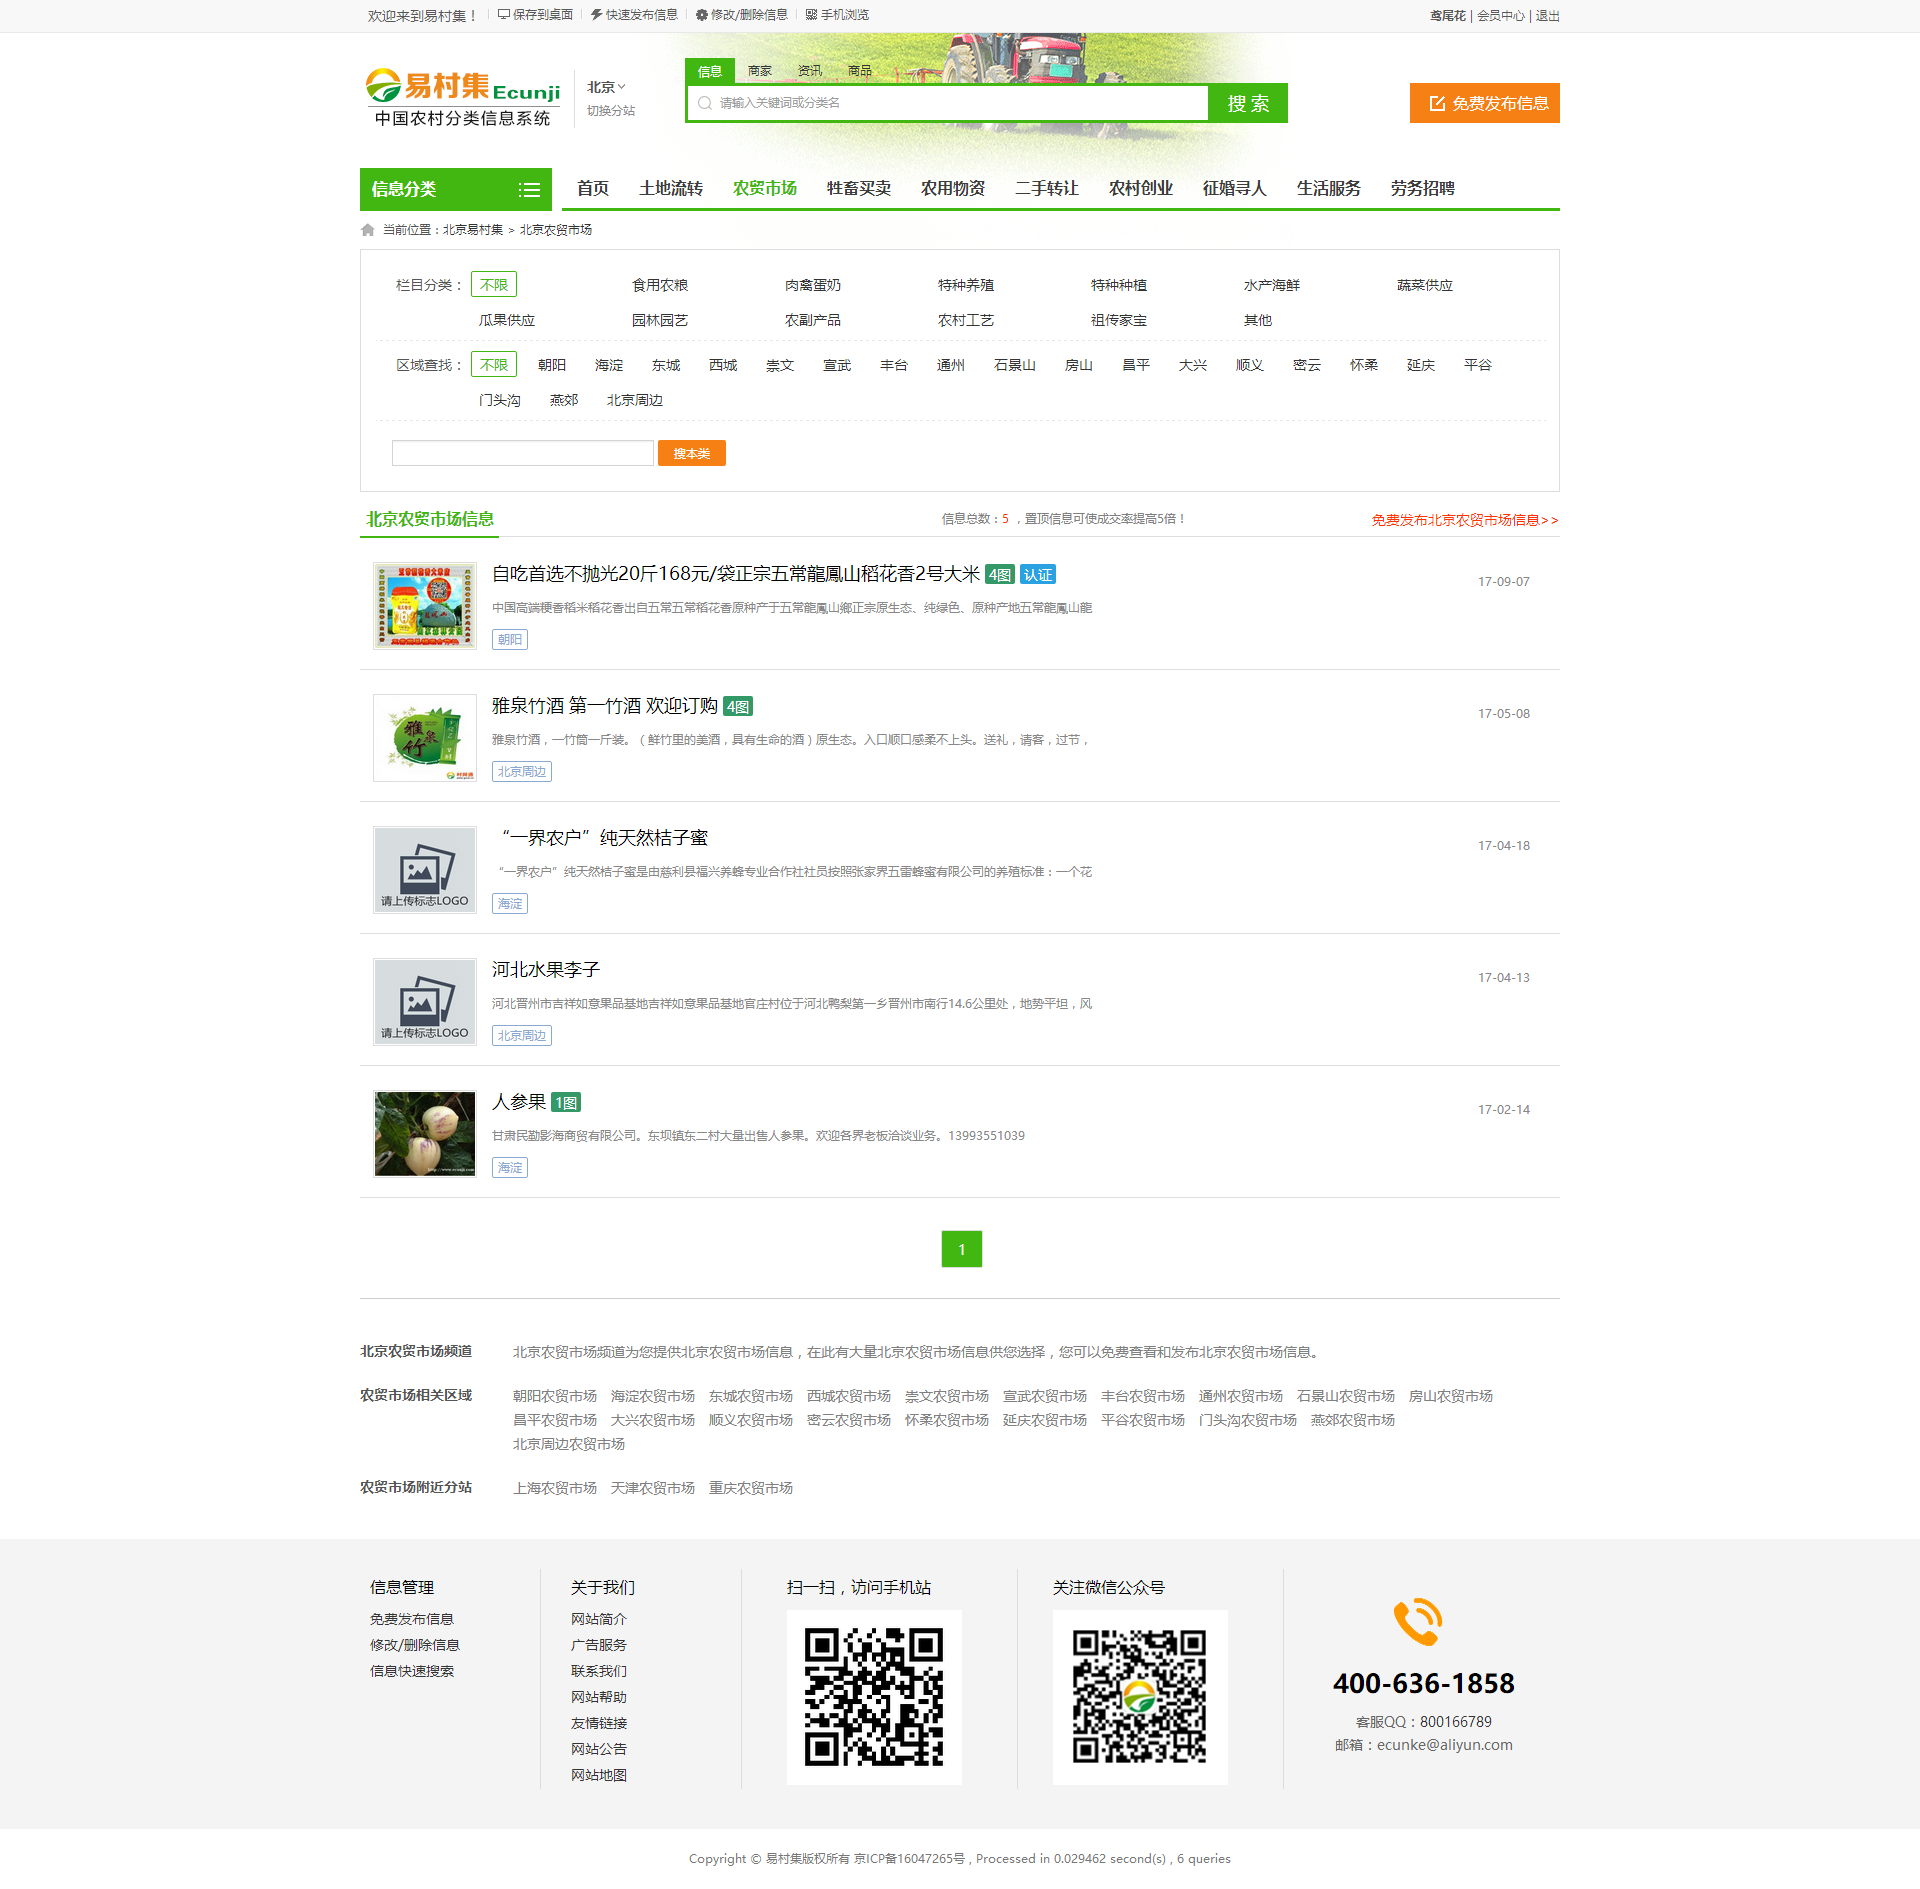 欢迎来到易村集！ 保存到桌面 快速发布信息 修改/删除信息 手机浏览 鸢尾花 | 会员中心 | 退出
易村集Ecunji
中国农村分类信息系统
北京
切换分站
信息 商家 资讯 商品
请输入关键词或分类名 搜 索
免费发布信息
信息分类 首页 土地流转 农贸市场 牲畜买卖 农用物资 二手转让 农村创业 征婚寻人 生活服务 劳务招聘
当前位置：北京易村集 > 北京农贸市场
栏目分类： 不限 食用农粮 肉禽蛋奶 特种养殖 特种种植 水产海鲜 蔬菜供应
瓜果供应 园林园艺 农副产品 农村工艺 祖传家宝 其他
区域查找： 不限 朝阳 海淀 东城 西城 崇文 宣武 丰台 通州 石景山 房山 昌平 大兴 顺义 密云 怀柔 延庆 平谷
门头沟 燕郊 北京周边
搜本类
北京农贸市场信息 信息总数：5 ，置顶信息可使成交率提高5倍！ 免费发布北京农贸市场信息>>
自吃首选不抛光20斤168元/袋正宗五常龍鳳山稻花香2号大米 4图 认证 17-09-07
中国高端粳香稻米稻花香出自五常五常稻花香原种产于五常龍鳳山鄉正宗原生态、纯绿色、原种产地五常龍鳳山龍
朝阳
雅泉竹酒 第一竹酒 欢迎订购 4图 17-05-08
雅泉竹酒，一竹筒一斤装。（鲜竹里的美酒，具有生命的酒）原生态。入口顺口感柔不上头。送礼，请客，过节，
北京周边
“一界农户”纯天然桔子蜜 17-04-18
“一界农户”纯天然桔子蜜是由慈利县福兴养蜂专业合作社社员按照张家界五雷蜂蜜有限公司的养殖标准：一个花
请上传标志LOGO
海淀
河北水果李子 17-04-13
河北晋州市吉祥如意果品基地吉祥如意果品基地官庄村位于河北鸭梨第一乡晋州市南行14.6公里处，地势平坦，风
请上传标志LOGO
北京周边
人参果 1图 17-02-14
甘肃民勤影海商贸有限公司。东坝镇东二村大量出售人参果。欢迎各界老板洽谈业务。13993551039
海淀
1
北京农贸市场频道 北京农贸市场频道为您提供北京农贸市场信息，在此有大量北京农贸市场信息供您选择，您可以免费查看和发布北京农贸市场信息。
农贸市场相关区域 朝阳农贸市场 海淀农贸市场 东城农贸市场 西城农贸市场 崇文农贸市场 宣武农贸市场 丰台农贸市场 通州农贸市场 石景山农贸市场 房山农贸市场
昌平农贸市场 大兴农贸市场 顺义农贸市场 密云农贸市场 怀柔农贸市场 延庆农贸市场 平谷农贸市场 门头沟农贸市场 燕郊农贸市场
北京周边农贸市场
农贸市场附近分站 上海农贸市场 天津农贸市场 重庆农贸市场
信息管理
免费发布信息
修改/删除信息
信息快速搜索
关于我们
网站简介
广告服务
联系我们
网站帮助
友情链接
网站公告
网站地图
扫一扫，访问手机站
关注微信公众号
400-636-1858
客服QQ：800166789
邮箱：ecunke@aliyun.com
Copyright © 易村集版权所有 京ICP备16047265号 , Processed in 0.029462 second(s) , 6 queries